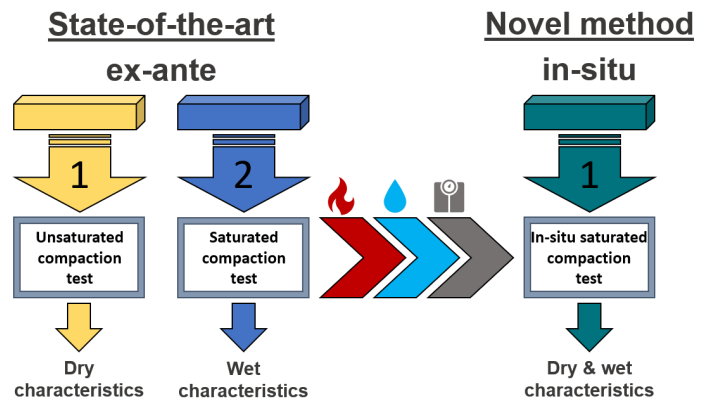 State-of-the-art
ex-ante
Novel method
in-situ
1
2
1
Unsaturated
compaction
test
Saturated
compaction
test
In-situ saturated
compaction
test
Dry
characteristics
Wet
characteristics
Dry & wet
characteristics